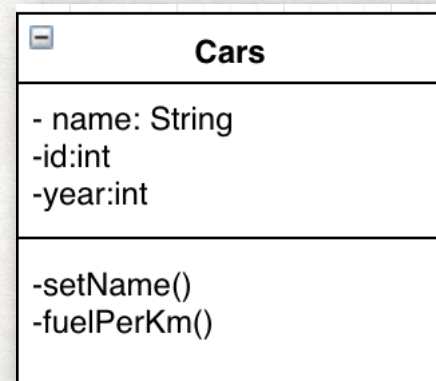 Cars
- name: String
-id:int
-year:int
-setName()
-fuelPerKm()